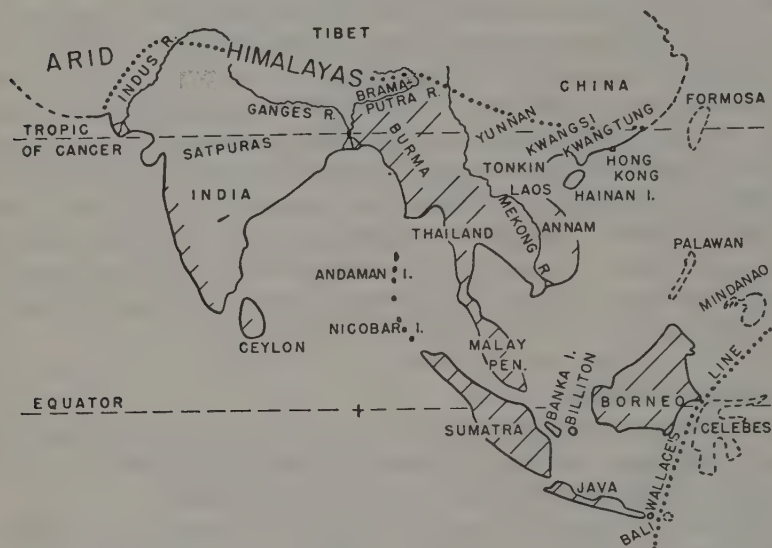 TIBET
ARID
INDUS R.
HIMALAYAS
CHINA
BRAMA-
PUTRA R.
FORMOSA
GANGES R.
YUNNAN
KWANGSI
KWANGTUNG
TROPIC
OF CANCER
SATPURAS
BURMA
TONKIN
HONG
KONG
INDIA
LAOS
HAINAN I.
MEKONG R.
ANNAM
THAILAND
PALAWAN
ANDAMAN I.
MINDANAO
NICOBAR I.
CEYLON
MALAY
PEN.
BANKA I.
BILLITON
EQUATOR
BORNEO
WALLACE'S LINE
CELEBES
SUMATRA
JAVA
BALI